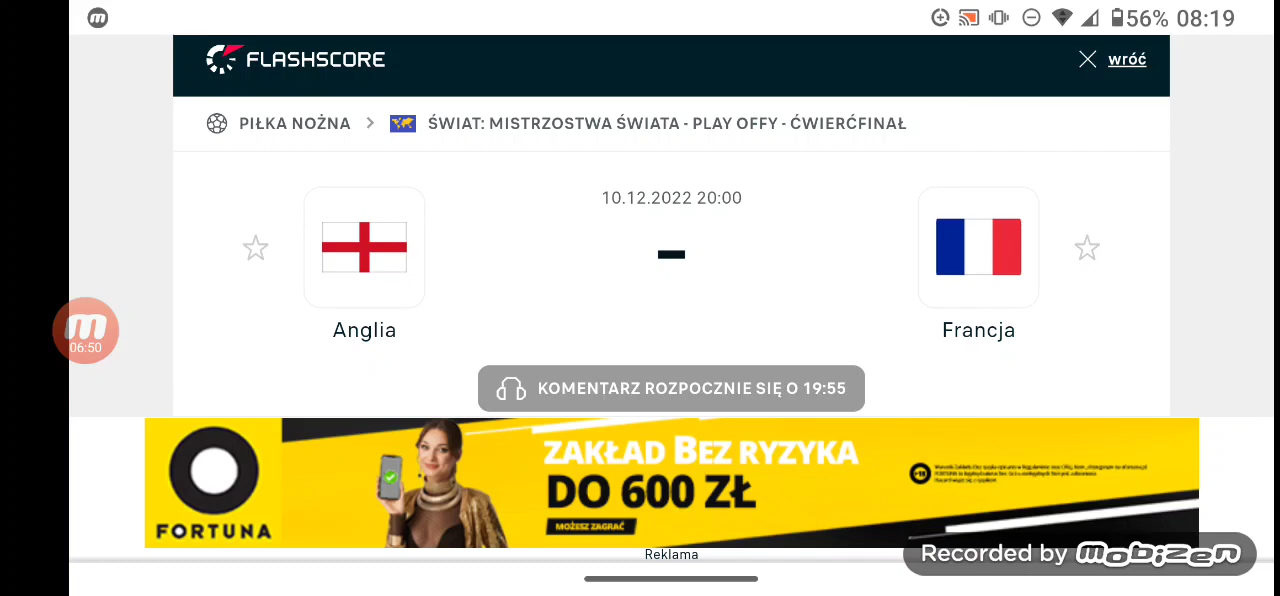 m
56% 08:19
FLASHSCORE
wróć
PIŁKA NOŻNA
ŚWIAT: MISTRZOSTWA ŚWIATA - PLAY OFFY - ĆWIERĆFINAŁ
10.12.2022 20:00
Anglia
Francja
m
06:50
KOMENTARZ ROZPOCZNIE SIĘ O 19:55
FORTUNA
ZAKŁAD BEZ RYZYKA
DO 600 ZŁ
MOŻESZ ZAGRAĆ
Reklama
Recorded by mobizen